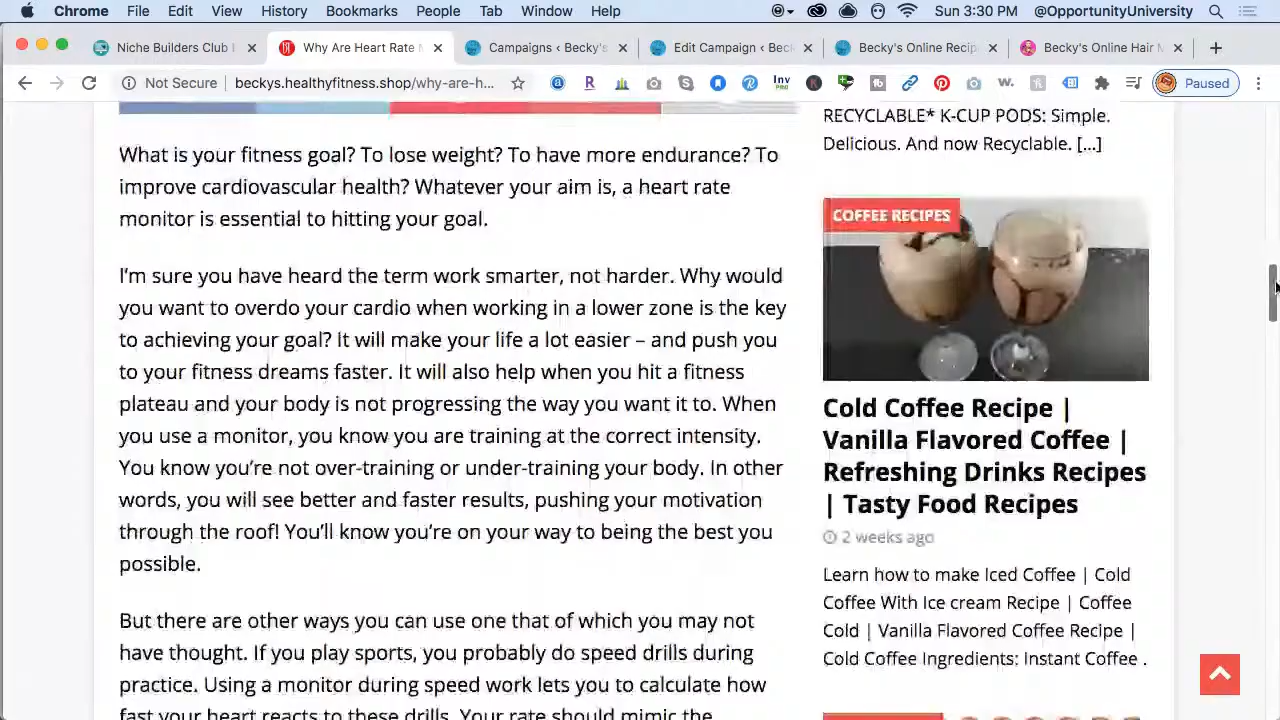 Chrome File Edit View History Bookmarks People Tab Window Help Sun 3:30 PM @OpportunityUniversity
Niche Builders Club Why Are Heart Rate Campaign ‹ Becky's Edit Campaign ‹ Becky's Online Recip Becky's Online Hair
Not Secure beckys.healthyfitness.shop/why-are-h... Paused
What is your fitness goal? To lose weight? To have more endurance? To
improve cardiovascular health? Whatever your aim is, a heart rate
monitor is essential to hitting your goal.
I'm sure you have heard the term work smarter, not harder. Why would
you want to overdo your cardio when working in a lower zone is the key
to achieving your goal? It will make your life a lot easier – and push you
to your fitness dreams faster. It will also help when you hit a fitness
plateau and your body is not progressing the way you want it to. When
you use a monitor, you know you are training at the correct intensity.
You know you're not over-training or under-training your body. In other
words, you will see better and faster results, pushing your motivation
through the roof! You'll know you're on your way to being the best you
possible.
But there are other ways you can use one that of which you may not
have thought. If you play sports, you probably do speed drills during
practice. Using a monitor during speed work lets you to calculate how
fast your heart reacts to these drills. Your rate should mimic the
RECYCLABLE* K-CUP PODS: Simple.
Delicious. And now Recyclable. [...]
COFFEE RECIPES
Cold Coffee Recipe |
Vanilla Flavored Coffee |
Refreshing Drinks Recipes
| Tasty Food Recipes
2 weeks ago
Learn how to make Iced Coffee | Cold
Coffee With Ice cream Recipe | Coffee
Cold | Vanilla Flavored Coffee Recipe |
Cold Coffee Ingredients: Instant Coffee .